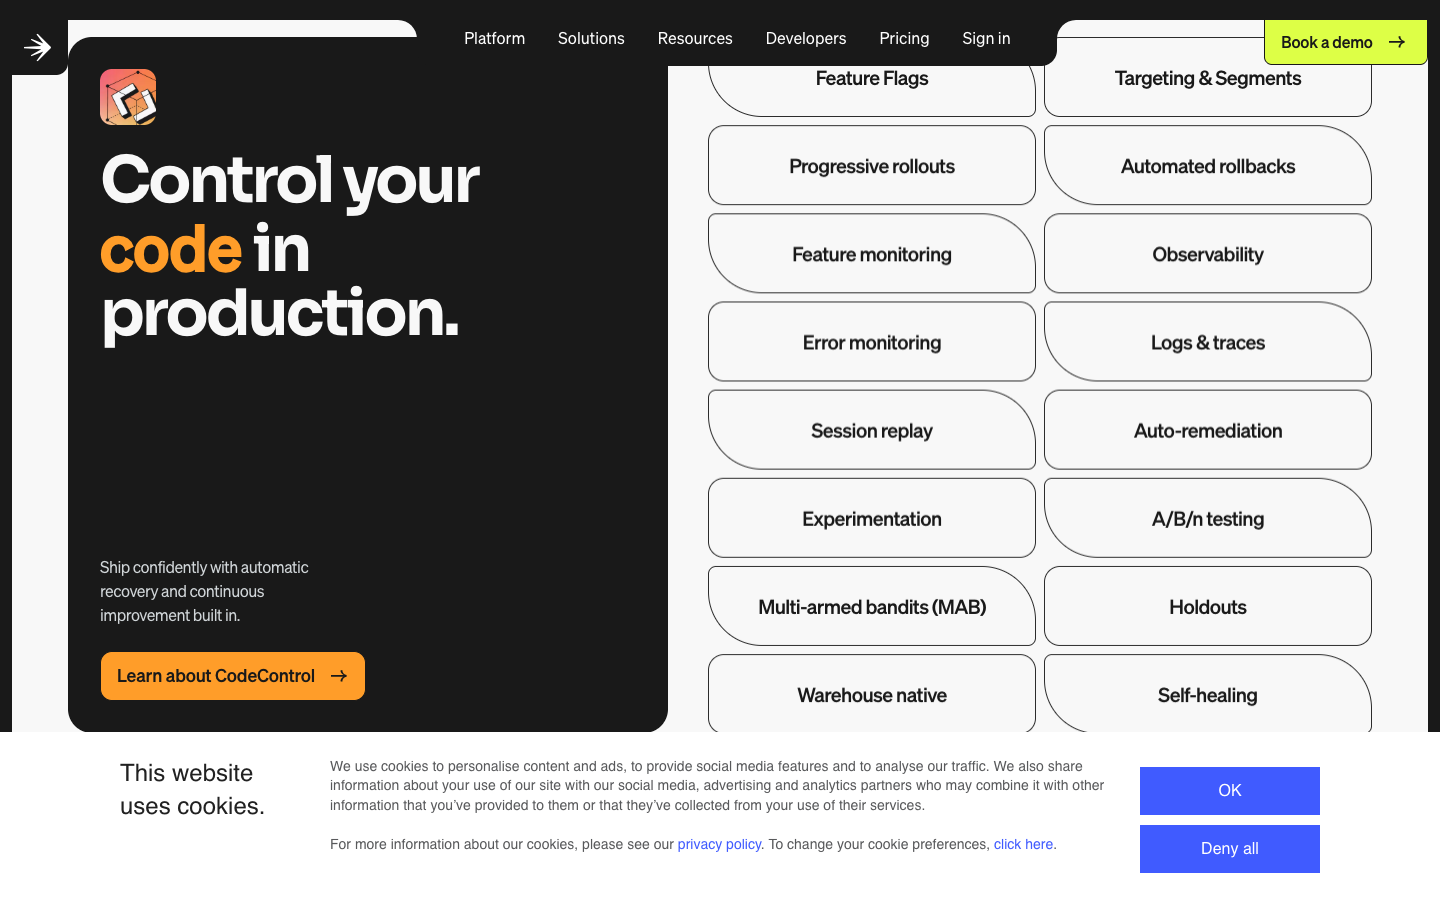 Platform
Solutions
Resources
Developers
Pricing
Sign in
Book a demo
Control your
code in
production.
Ship confidently with automatic
recovery and continuous
improvement built in.
Learn about CodeControl
Feature Flags
Targeting & Segments
Progressive rollouts
Automated rollbacks
Feature monitoring
Observability
Error monitoring
Logs & traces
Session replay
Auto-remediation
Experimentation
A/B/n testing
Multi-armed bandits (MAB)
Holdouts
Warehouse native
Self-healing
This website
uses cookies.
We use cookies to personalise content and ads, to provide social media features and to analyse our traffic. We also share
information about your use of our site with our social media, advertising and analytics partners who may combine it with other
information that you’ve provided to them or that they’ve collected from your use of their services.
For more information about our cookies, please see our privacy policy. To change your cookie preferences, click here.
OK
Deny all